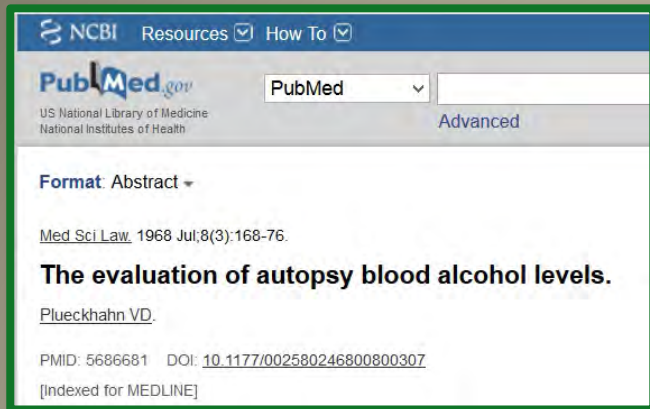 NCBI Resources How To
PubMed.gov
US National Library of Medicine
National Institutes of Health
PubMed
Advanced
Format: Abstract
Med Sci Law. 1968 Jul;8(3):168-76.
The evaluation of autopsy blood alcohol levels.
Plueckhahn VD.
PMID: 5686681 DOI: 10.1177/002580246800800307
[Indexed for MEDLINE]